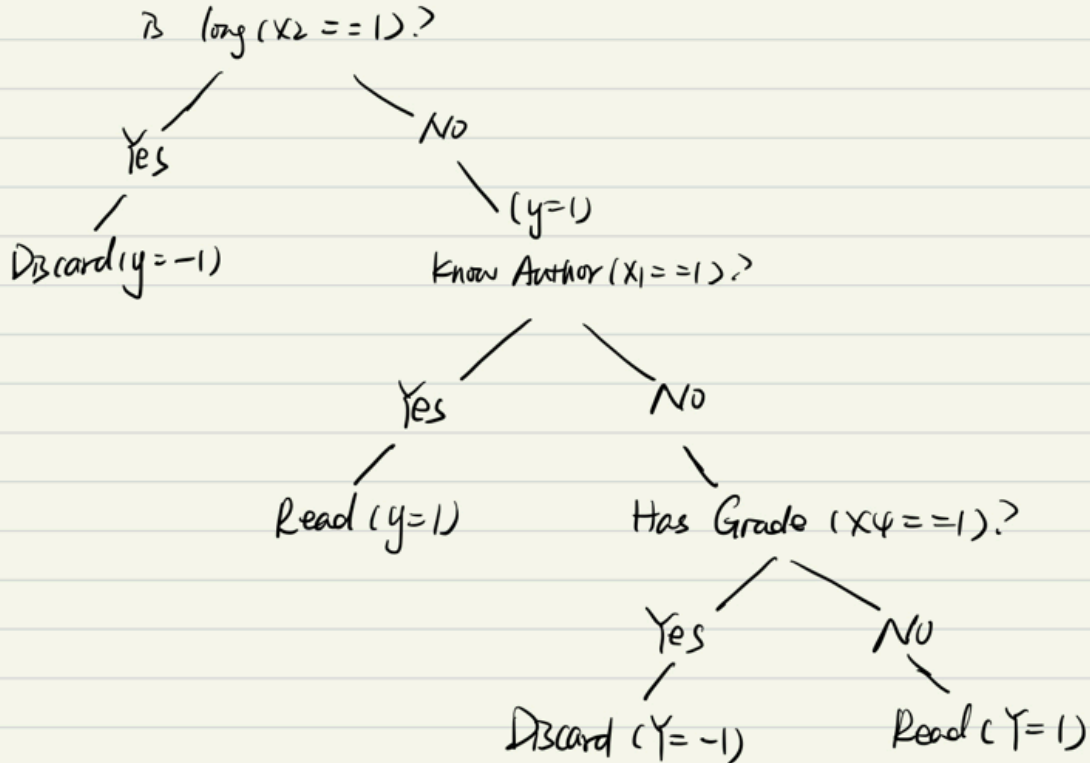 Is long (X2 == 1)?
Yes
No
(y=1)
Discard (y = -1)
Know Author (X1 == 1)?
Yes
No
Read (y=1)
Has Grade (X4 == 1)?
Yes
No
Discard (Y= -1)
Read (Y= 1)